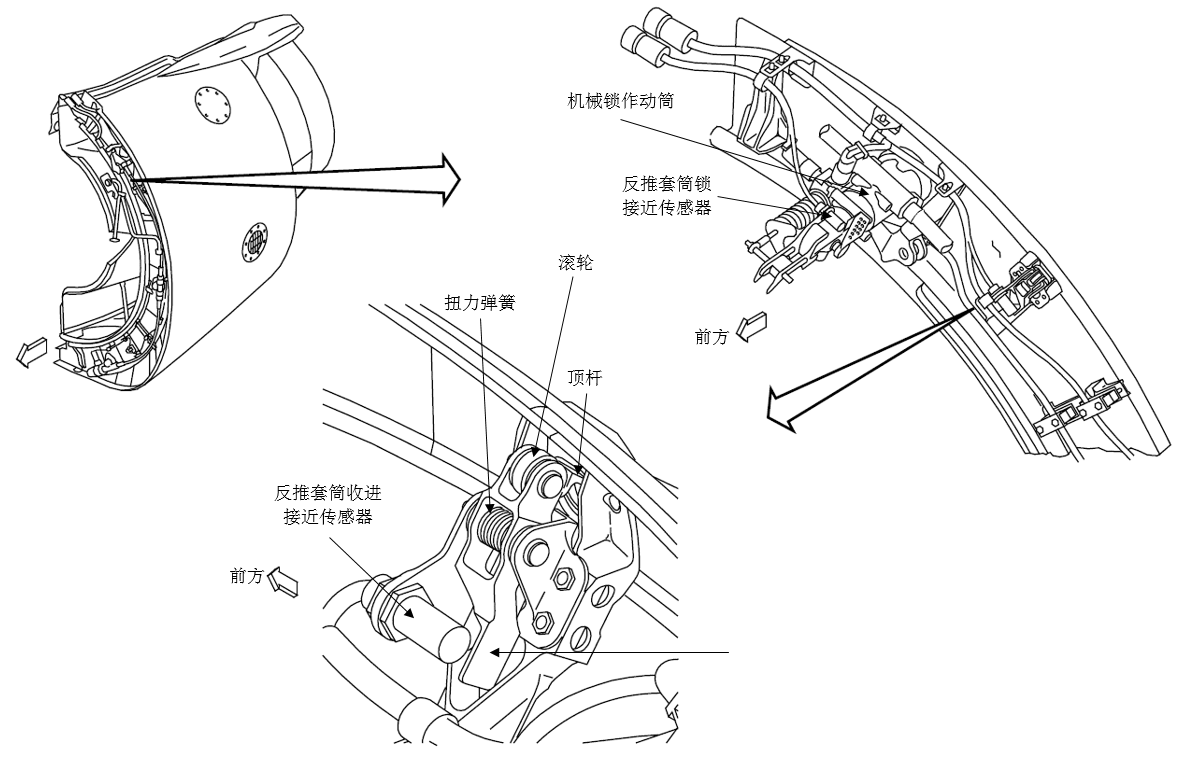 机械锁作动筒
反推套筒锁
接近传感器
前方
滚轮
扭力弹簧
顶杆
反推套筒收进
接近传感器
前方